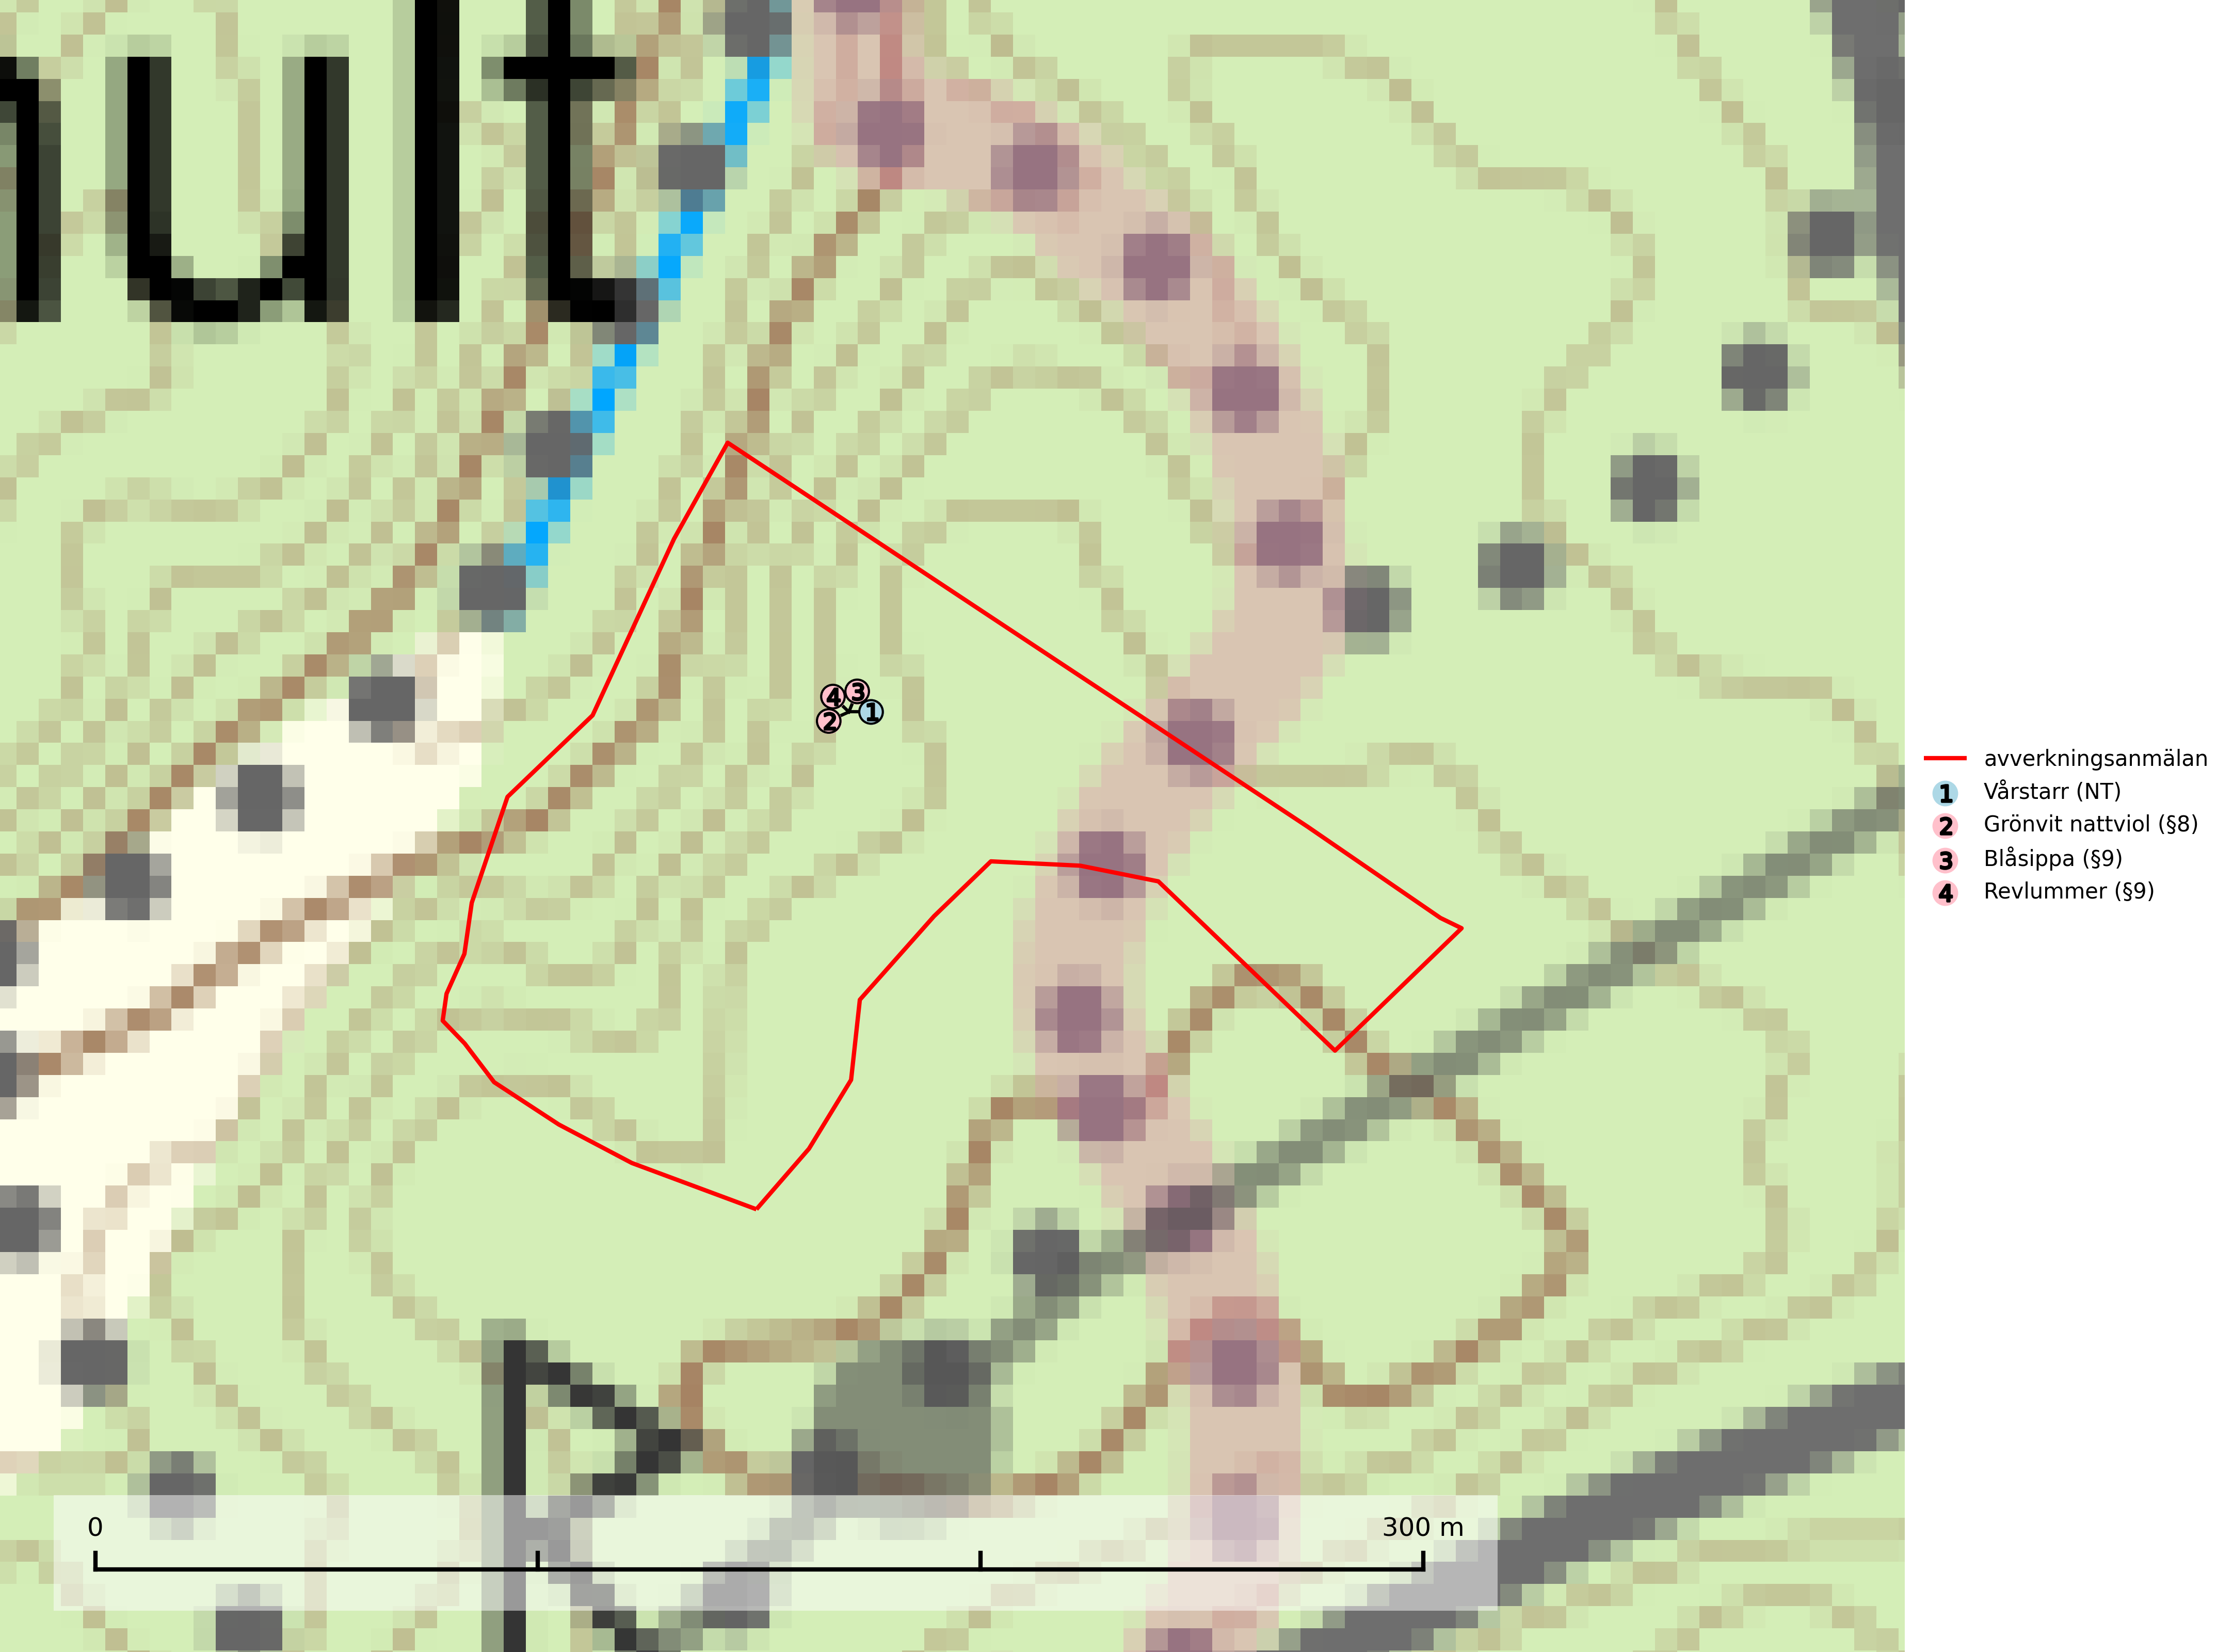 ult
4
3
1
2
avverkningsanmälan
1 Vårstarr (NT)
2 Grönvit nattviol (§8)
3 Blåsippa (§9)
4 Revlummer (§9)
0 300 m